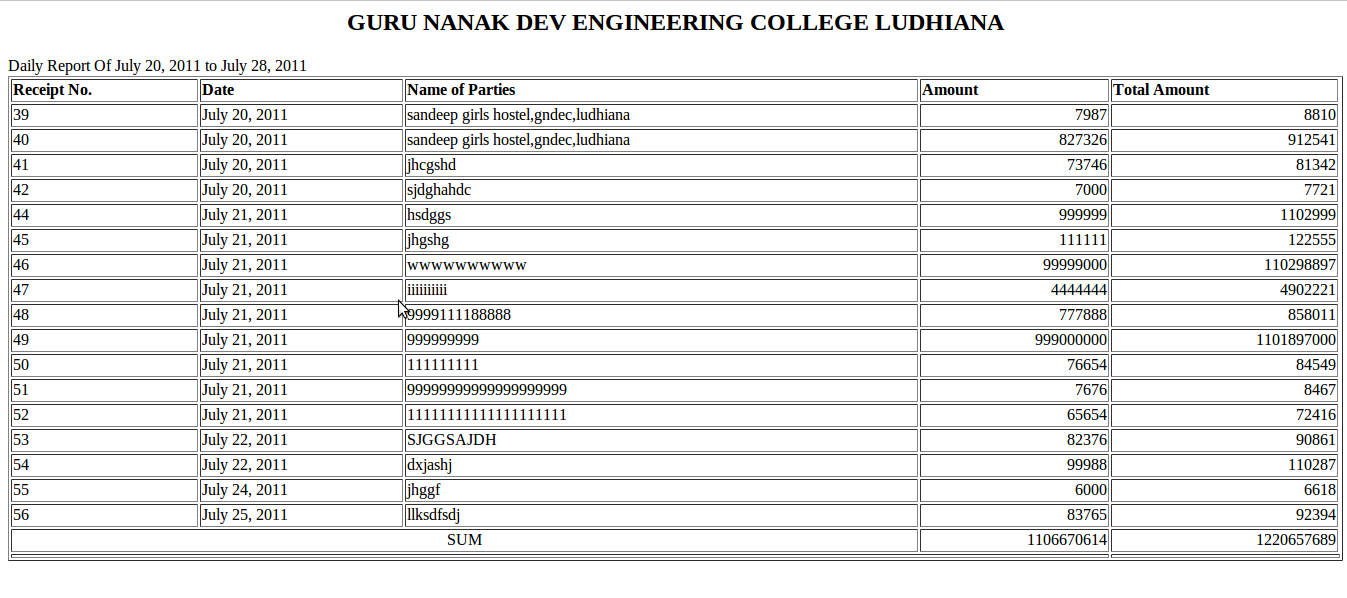 GURU NANAK DEV ENGINEERING COLLEGE LUDHIANA
Daily Report Of July 20, 2011 to July 28, 2011
Receipt No. Date Name of Parties Amount Total Amount
39 July 20, 2011 sandeep girls hostel,gndec,ludhiana 7987 8810
40 July 20, 2011 sandeep girls hostel,gndec,ludhiana 827326 912541
41 July 20, 2011 jhcgshd 73746 81342
42 July 20, 2011 sjdghahdc 7000 7721
44 July 21, 2011 hsdggs 999999 1102999
45 July 21, 2011 jhgshg 111111 122555
46 July 21, 2011 wwwwwwwwww 99999000 110298897
47 July 21, 2011 iiiiiiiiii 4444444 4902221
48 July 21, 2011 9999111188888 777888 858011
49 July 21, 2011 999999999 999000000 1101897000
50 July 21, 2011 111111111 76654 84549
51 July 21, 2011 99999999999999999999 7676 8467
52 July 21, 2011 11111111111111111111 65654 72416
53 July 22, 2011 SJGGSAJDH 82376 90861
54 July 22, 2011 dxjashj 99988 110287
55 July 24, 2011 jhggf 6000 6618
56 July 25, 2011 llksdfsdj 83765 92394
SUM 1106670614 1220657689